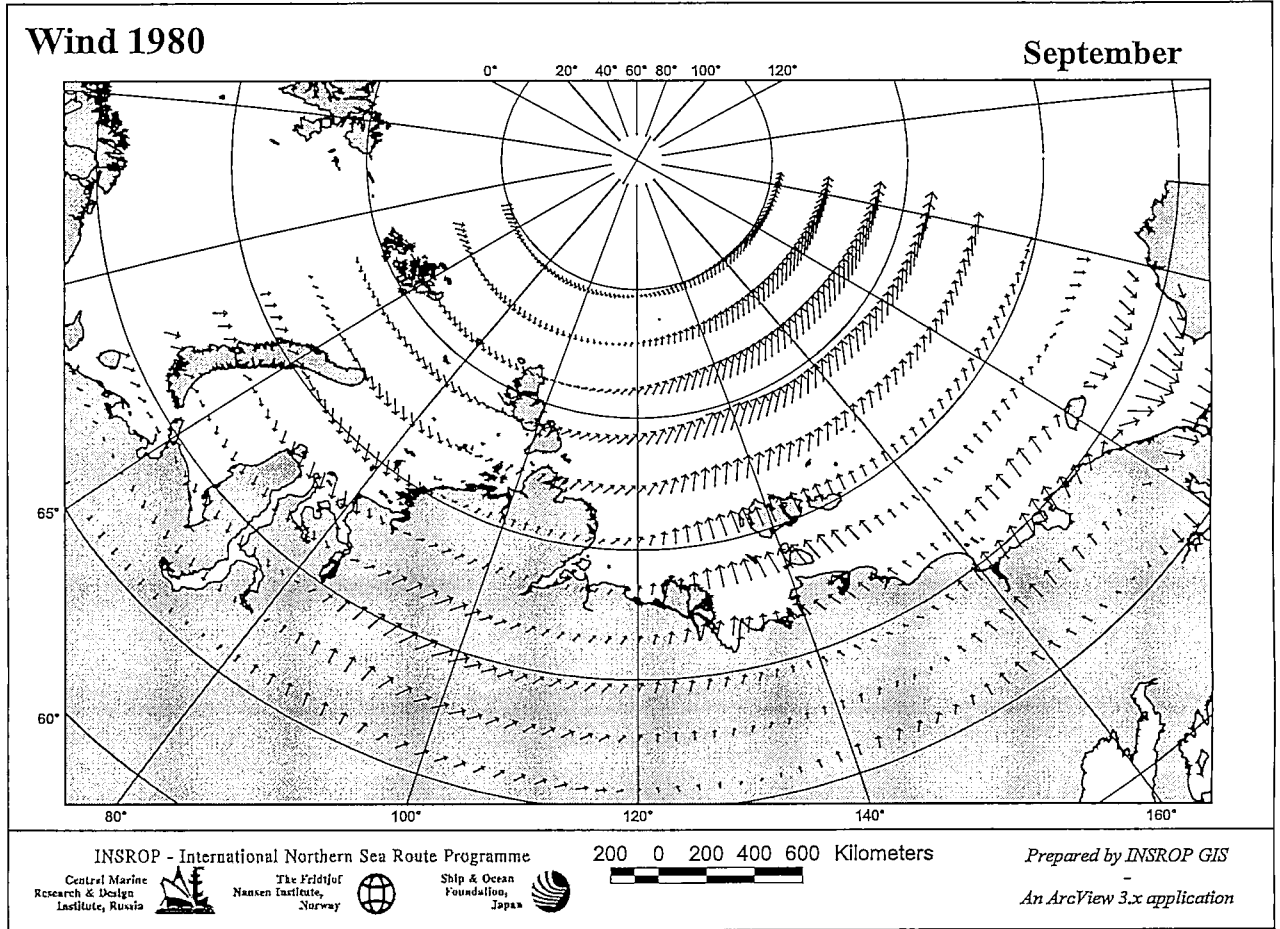 Wind 1980
September
0° 20° 40° 60° 80° 100° 120°
65°
60°
80° 100° 120° 140° 160°
INSROP - International Northern Sea Route Programme
Central Marine
Research & Design
Institute, Russia
The Fridtjof
Nansen Institute,
Norway
Ship & Ocean
Foundation,
Japan
200 0 200 400 600 Kilometers
Prepared by INSROP GIS
-
An ArcView 3.x application